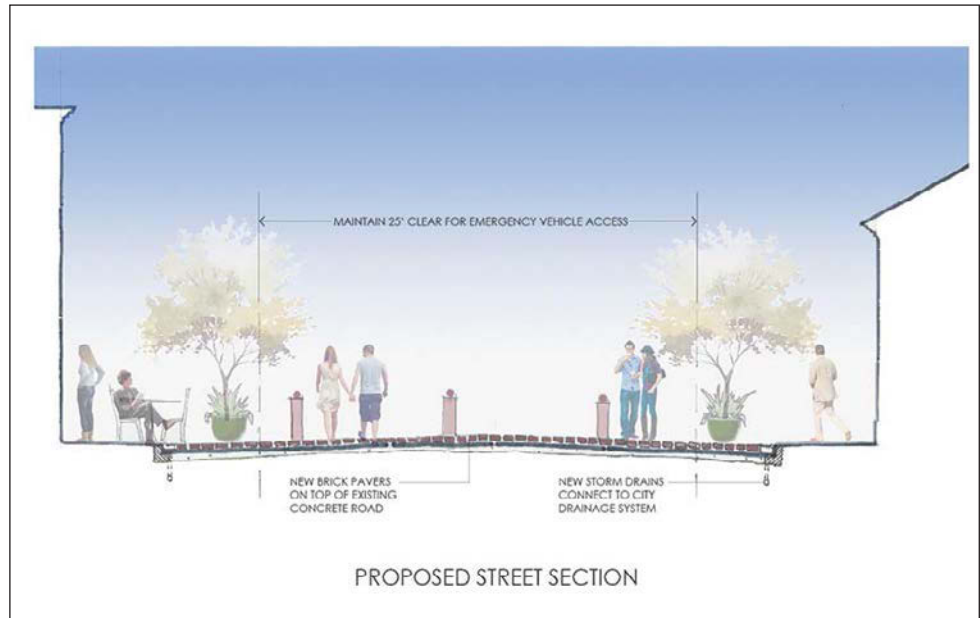 MAINTAIN 25' CLEAR FOR EMERGENCY VEHICLE ACCESS
NEW BRICK PAVERS
ON TOP OF EXISTING
CONCRETE ROAD
NEW STORM DRAINS
CONNECT TO CITY
DRAINAGE SYSTEM
PROPOSED STREET SECTION